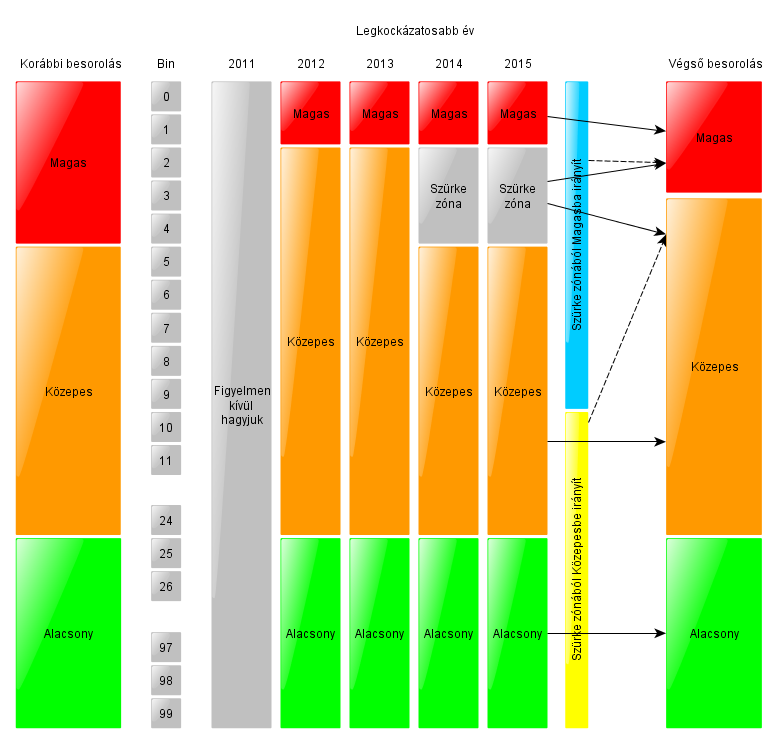 Legkockázatosabb év
Korábbi besorolás
Bin
2011
2012
2013
2014
2015
Végső besorolás
Magas
Közepes
Alacsony
0
1
2
3
4
5
6
7
8
9
10
11
24
25
26
97
98
99
Figyelmen
kívül
hagyjuk
Magas
Közepes
Alacsony
Magas
Közepes
Alacsony
Magas
Szürke
zóna
Közepes
Alacsony
Magas
Szürke
zóna
Közepes
Alacsony
Szürke zónából Magasba irányít
Szürke zónából Közepesbe irányít
Magas
Közepes
Alacsony